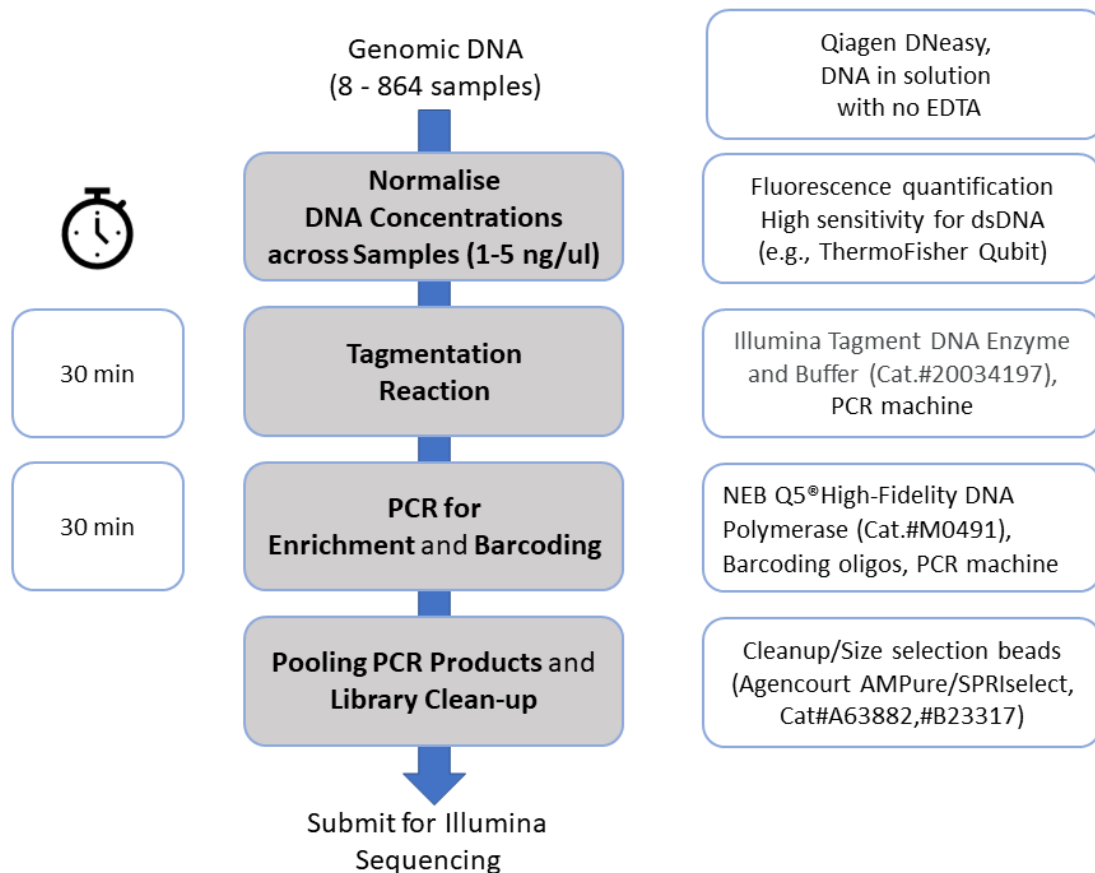 Genomic DNA
(8 - 864 samples)
Qiagen DNeasy,
DNA in solution
with no EDTA
Normalise
DNA Concentrations
across Samples (1-5 ng/ul)
Fluorescence quantification
High sensitivity for dsDNA
(e.g., ThermoFisher Qubit)
30 min
Tagmentation
Reaction
Illumina Tagment DNA Enzyme
and Buffer (Cat.#20034197),
PCR machine
30 min
PCR for
Enrichment and Barcoding
NEB Q5®High-Fidelity DNA
Polymerase (Cat.#M0491),
Barcoding oligos, PCR machine
Pooling PCR Products and
Library Clean-up
Cleanup/Size selection beads
(Agencourt AMPure/SPRIselect,
Cat#A63882,#B23317)
Submit for Illumina
Sequencing